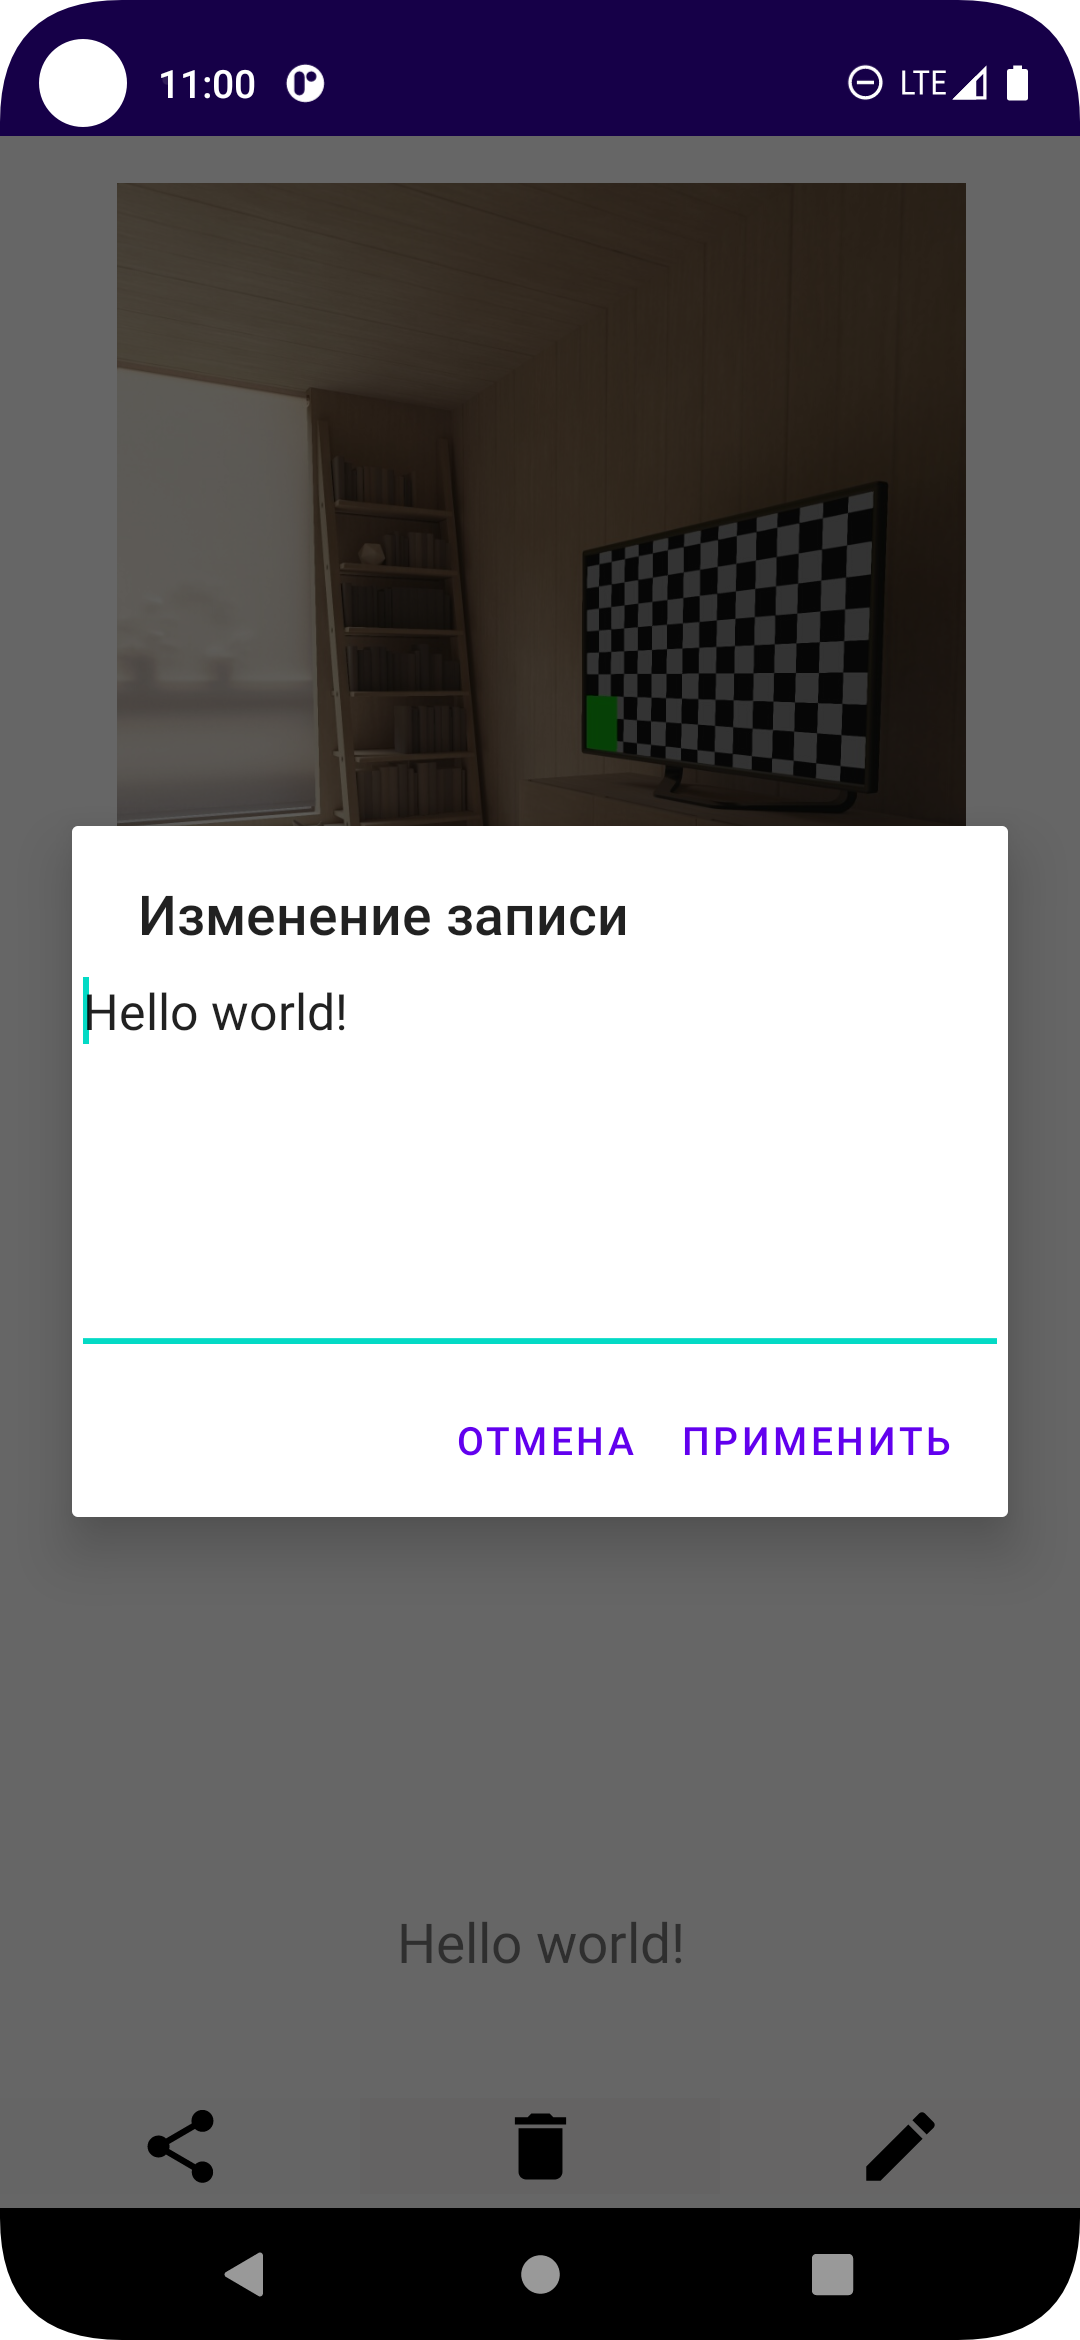 11:00 LTE
Изменение записи
Hello world!
ОТМЕНА ПРИМЕНИТЬ
Hello world!